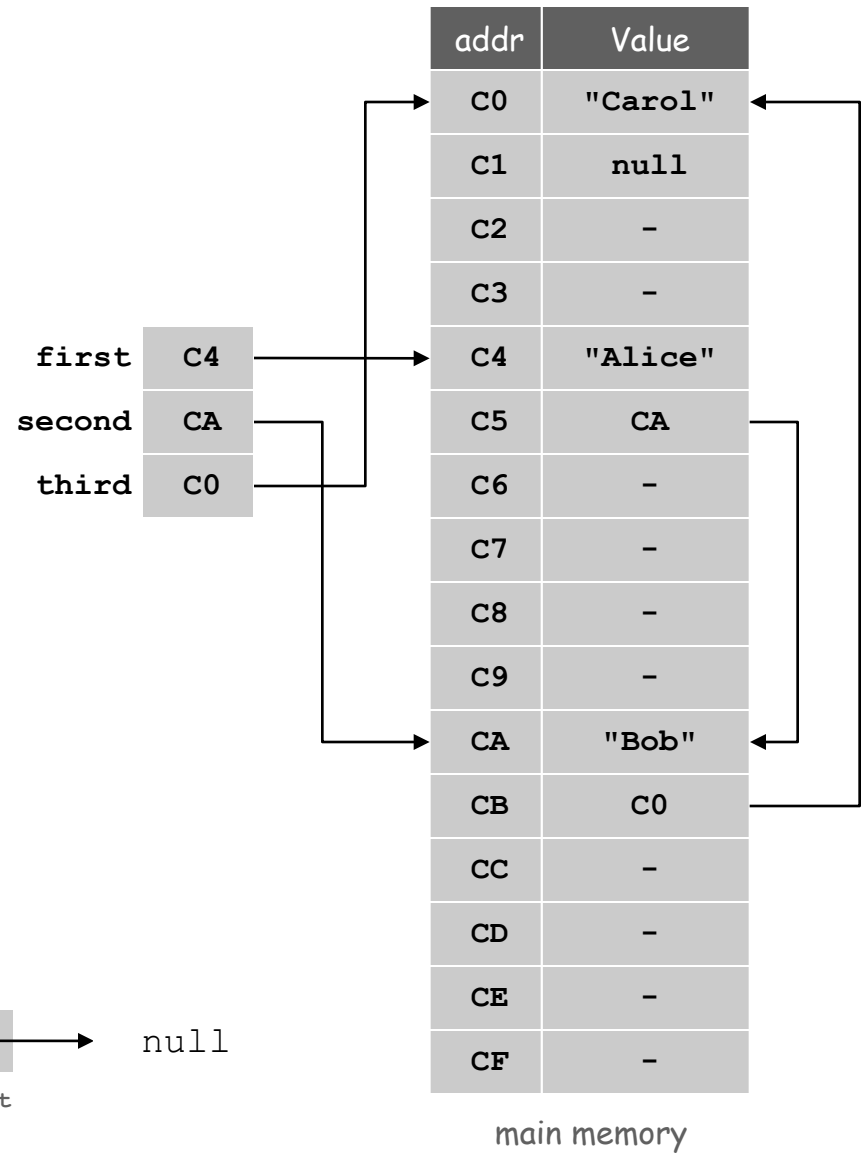 addr Value
C0 "Carol"
C1 null
C2 -
C3 -
first C4 C4 "Alice"
second CA C5 CA
third C0 C6 -
C7 -
C8 -
C9 -
CA "Bob"
CB C0
CC -
CD -
CE -
null
CF -
t
main memory